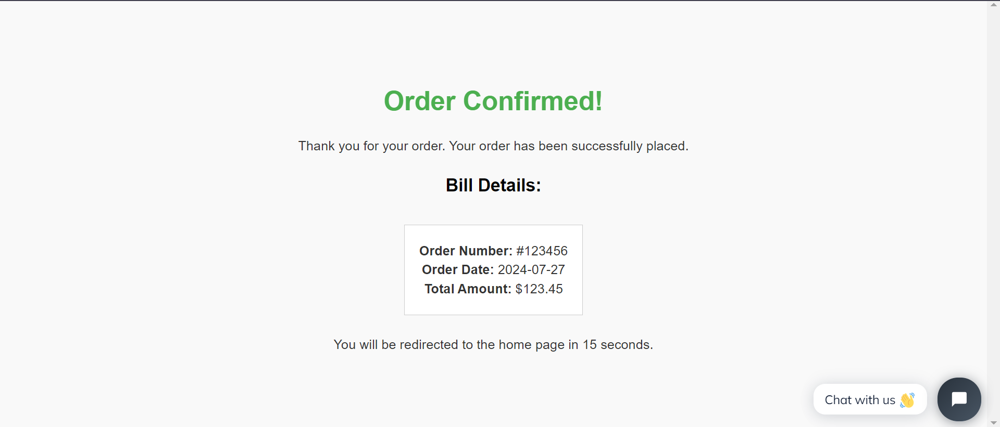 Order Confirmed!
Thank you for your order. Your order has been successfully placed.
Bill Details:
Order Number: #123456
Order Date: 2024-07-27
Total Amount: $123.45
You will be redirected to the home page in 15 seconds.
Chat with us 👋